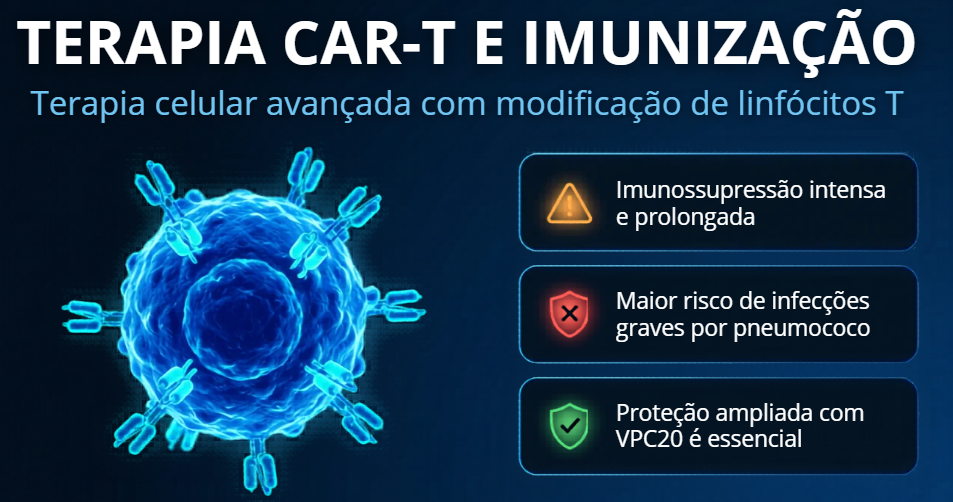 TERAPIA CAR-T E IMUNIZAÇÃO
Terapia celular avançada com modificação de linfócitos T
Imunossupressão intensa
e prolongada
Maior risco de infecções
graves por pneumococo
Proteção ampliada com
VPC20 é essencial